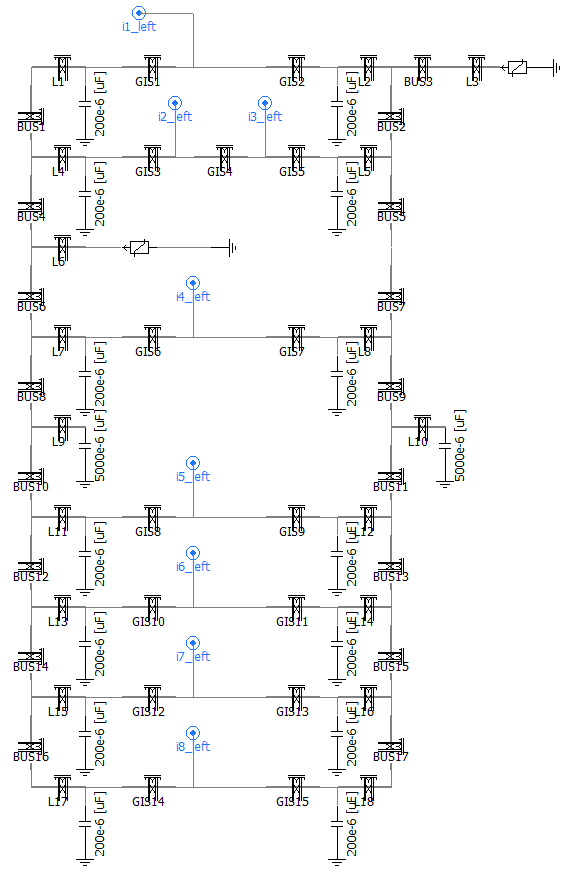 i1_left
L1
GIS1
GIS2
L2
BUS3
L3
200e-6 [uF]
200e-6 [uF]
i2_left
i3_left
BUS1
BUS2
L4
GIS3
GIS4
GIS5
L5
200e-6 [uF]
200e-6 [uF]
BUS4
BUS5
L6
i4_left
BUS6
BUS7
L7
GIS6
GIS7
L8
200e-6 [uF]
200e-6 [uF]
BUS8
BUS9
L9
L10
5000e-6 [uF]
5000e-6 [uF]
i5_left
BUS10
BUS11
L11
GIS8
GIS9
L12
200e-6 [uF]
200e-6 [uF]
i6_left
BUS12
BUS13
L13
GIS10
GIS11
L14
200e-6 [uF]
200e-6 [uF]
i7_left
BUS14
BUS15
L15
GIS12
GIS13
L16
200e-6 [uF]
200e-6 [uF]
i8_left
BUS16
BUS17
L17
GIS14
GIS15
L18
200e-6 [uF]
200e-6 [uF]